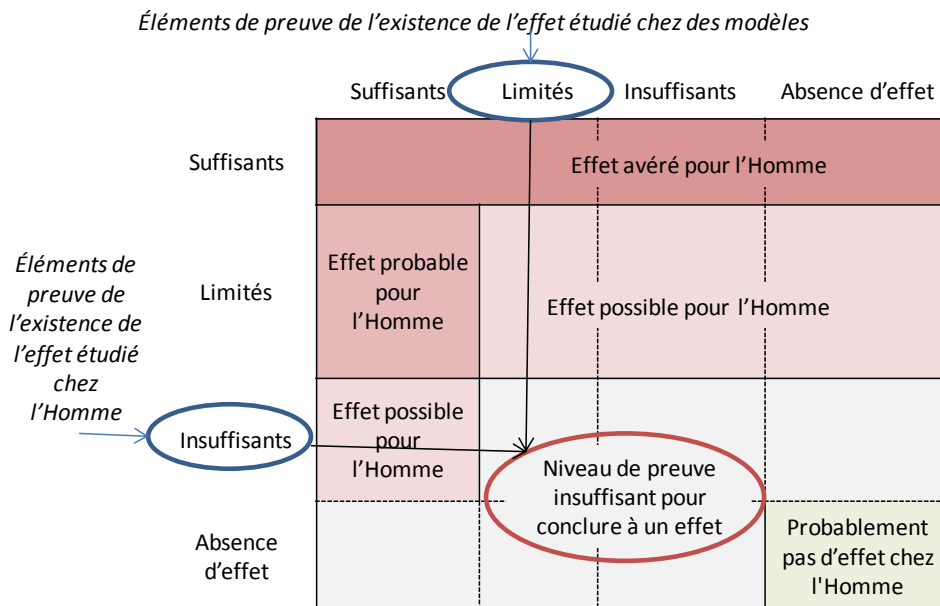 Éléments de preuve de l'existence de l'effet étudié chez des modèles
Suffisants Limités Insuffisants Absence d'effet
Suffisants
Effet avéré pour l'Homme
Éléments de
preuve de
l'existence de
l'effet étudié
chez
l'Homme
Limités
Effet probable
pour
l'Homme
Effet possible pour l'Homme
Insuffisants
Effet possible
pour
l'Homme
Niveau de preuve
insuffisant pour
conclure à un effet
Absence
d'effet
Probablement
pas d'effet chez
l'Homme